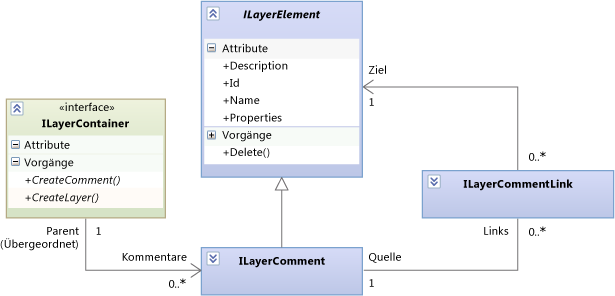 ILayerElement
Attribute
+Description
+Id
+Name
+Properties
Vorgänge
+Delete()
«interface»
ILayerContainer
Attribute
Vorgänge
+CreateComment()
+CreateLayer()
Ziel
1
0..*
ILayerCommentLink
Parent
(Übergeordnet)
1
Kommentare
0..*
ILayerComment
Quelle
1
Links
0..*